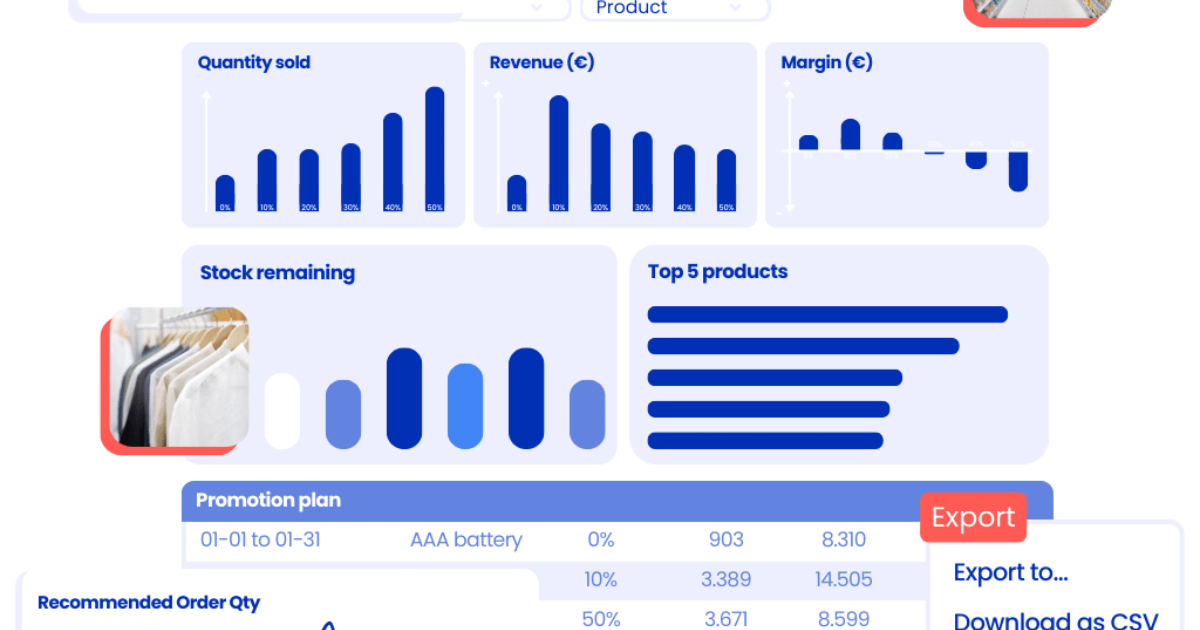 Product
Quantity sold
0% 10% 20% 30% 40% 50%
Revenue (€)
0% 10% 20% 30% 40% 50%
Margin (€)
Stock remaining
Top 5 products
Promotion plan
01-01 to 01-31 AAA battery 0% 903 8.310
10% 3.389 14.505
50% 3.671 8.599
Export
Export to...
Download as CSV
Recommended Order Qty